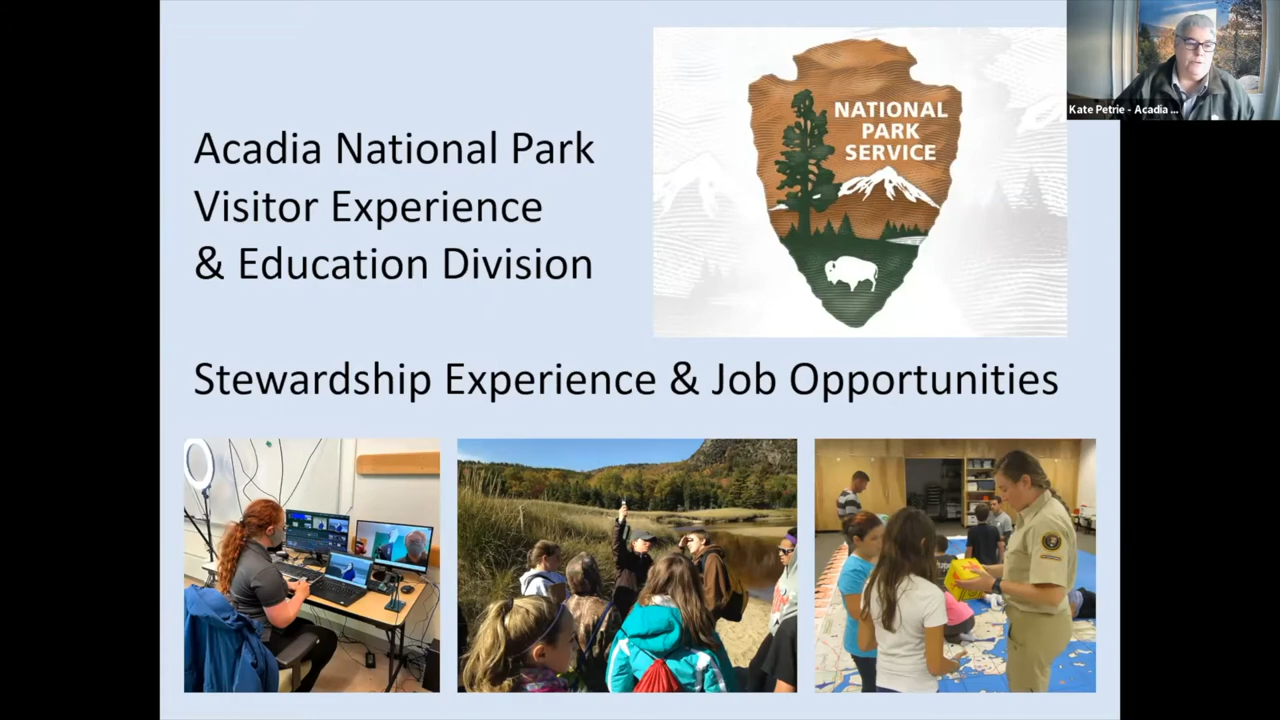 Acadia National Park
Visitor Experience
& Education Division
NATIONAL
PARK
SERVICE
Kate Petrie - Acadia ...
Stewardship Experience & Job Opportunities